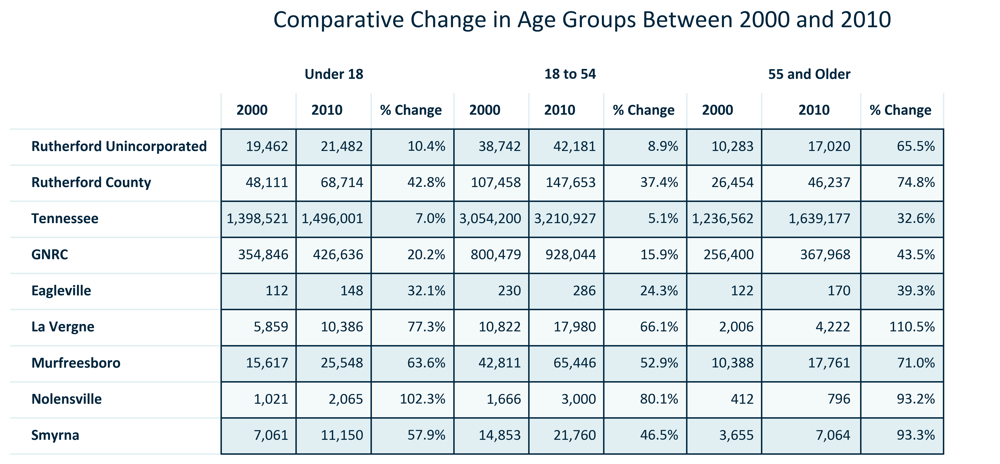 Comparative Change in Age Groups Between 2000 and 2010
Under 18 18 to 54 55 and Older
2000 2010 % Change 2000 2010 % Change 2000 2010 % Change
Rutherford Unincorporated 19,462 21,482 10.4% 38,742 42,181 8.9% 10,283 17,020 65.5%
Rutherford County 48,111 68,714 42.8% 107,458 147,653 37.4% 26,454 46,237 74.8%
Tennessee 1,398,521 1,496,001 7.0% 3,054,200 3,210,927 5.1% 1,236,562 1,639,177 32.6%
GNRC 354,846 426,636 20.2% 800,479 928,044 15.9% 256,400 367,968 43.5%
Eagleville 112 148 32.1% 230 286 24.3% 122 170 39.3%
La Vergne 5,859 10,386 77.3% 10,822 17,980 66.1% 2,006 4,222 110.5%
Murfreesboro 15,617 25,548 63.6% 42,811 65,446 52.9% 10,388 17,761 71.0%
Nolensville 1,021 2,065 102.3% 1,666 3,000 80.1% 412 796 93.2%
Smyrna 7,061 11,150 57.9% 14,853 21,760 46.5% 3,655 7,064 93.3%